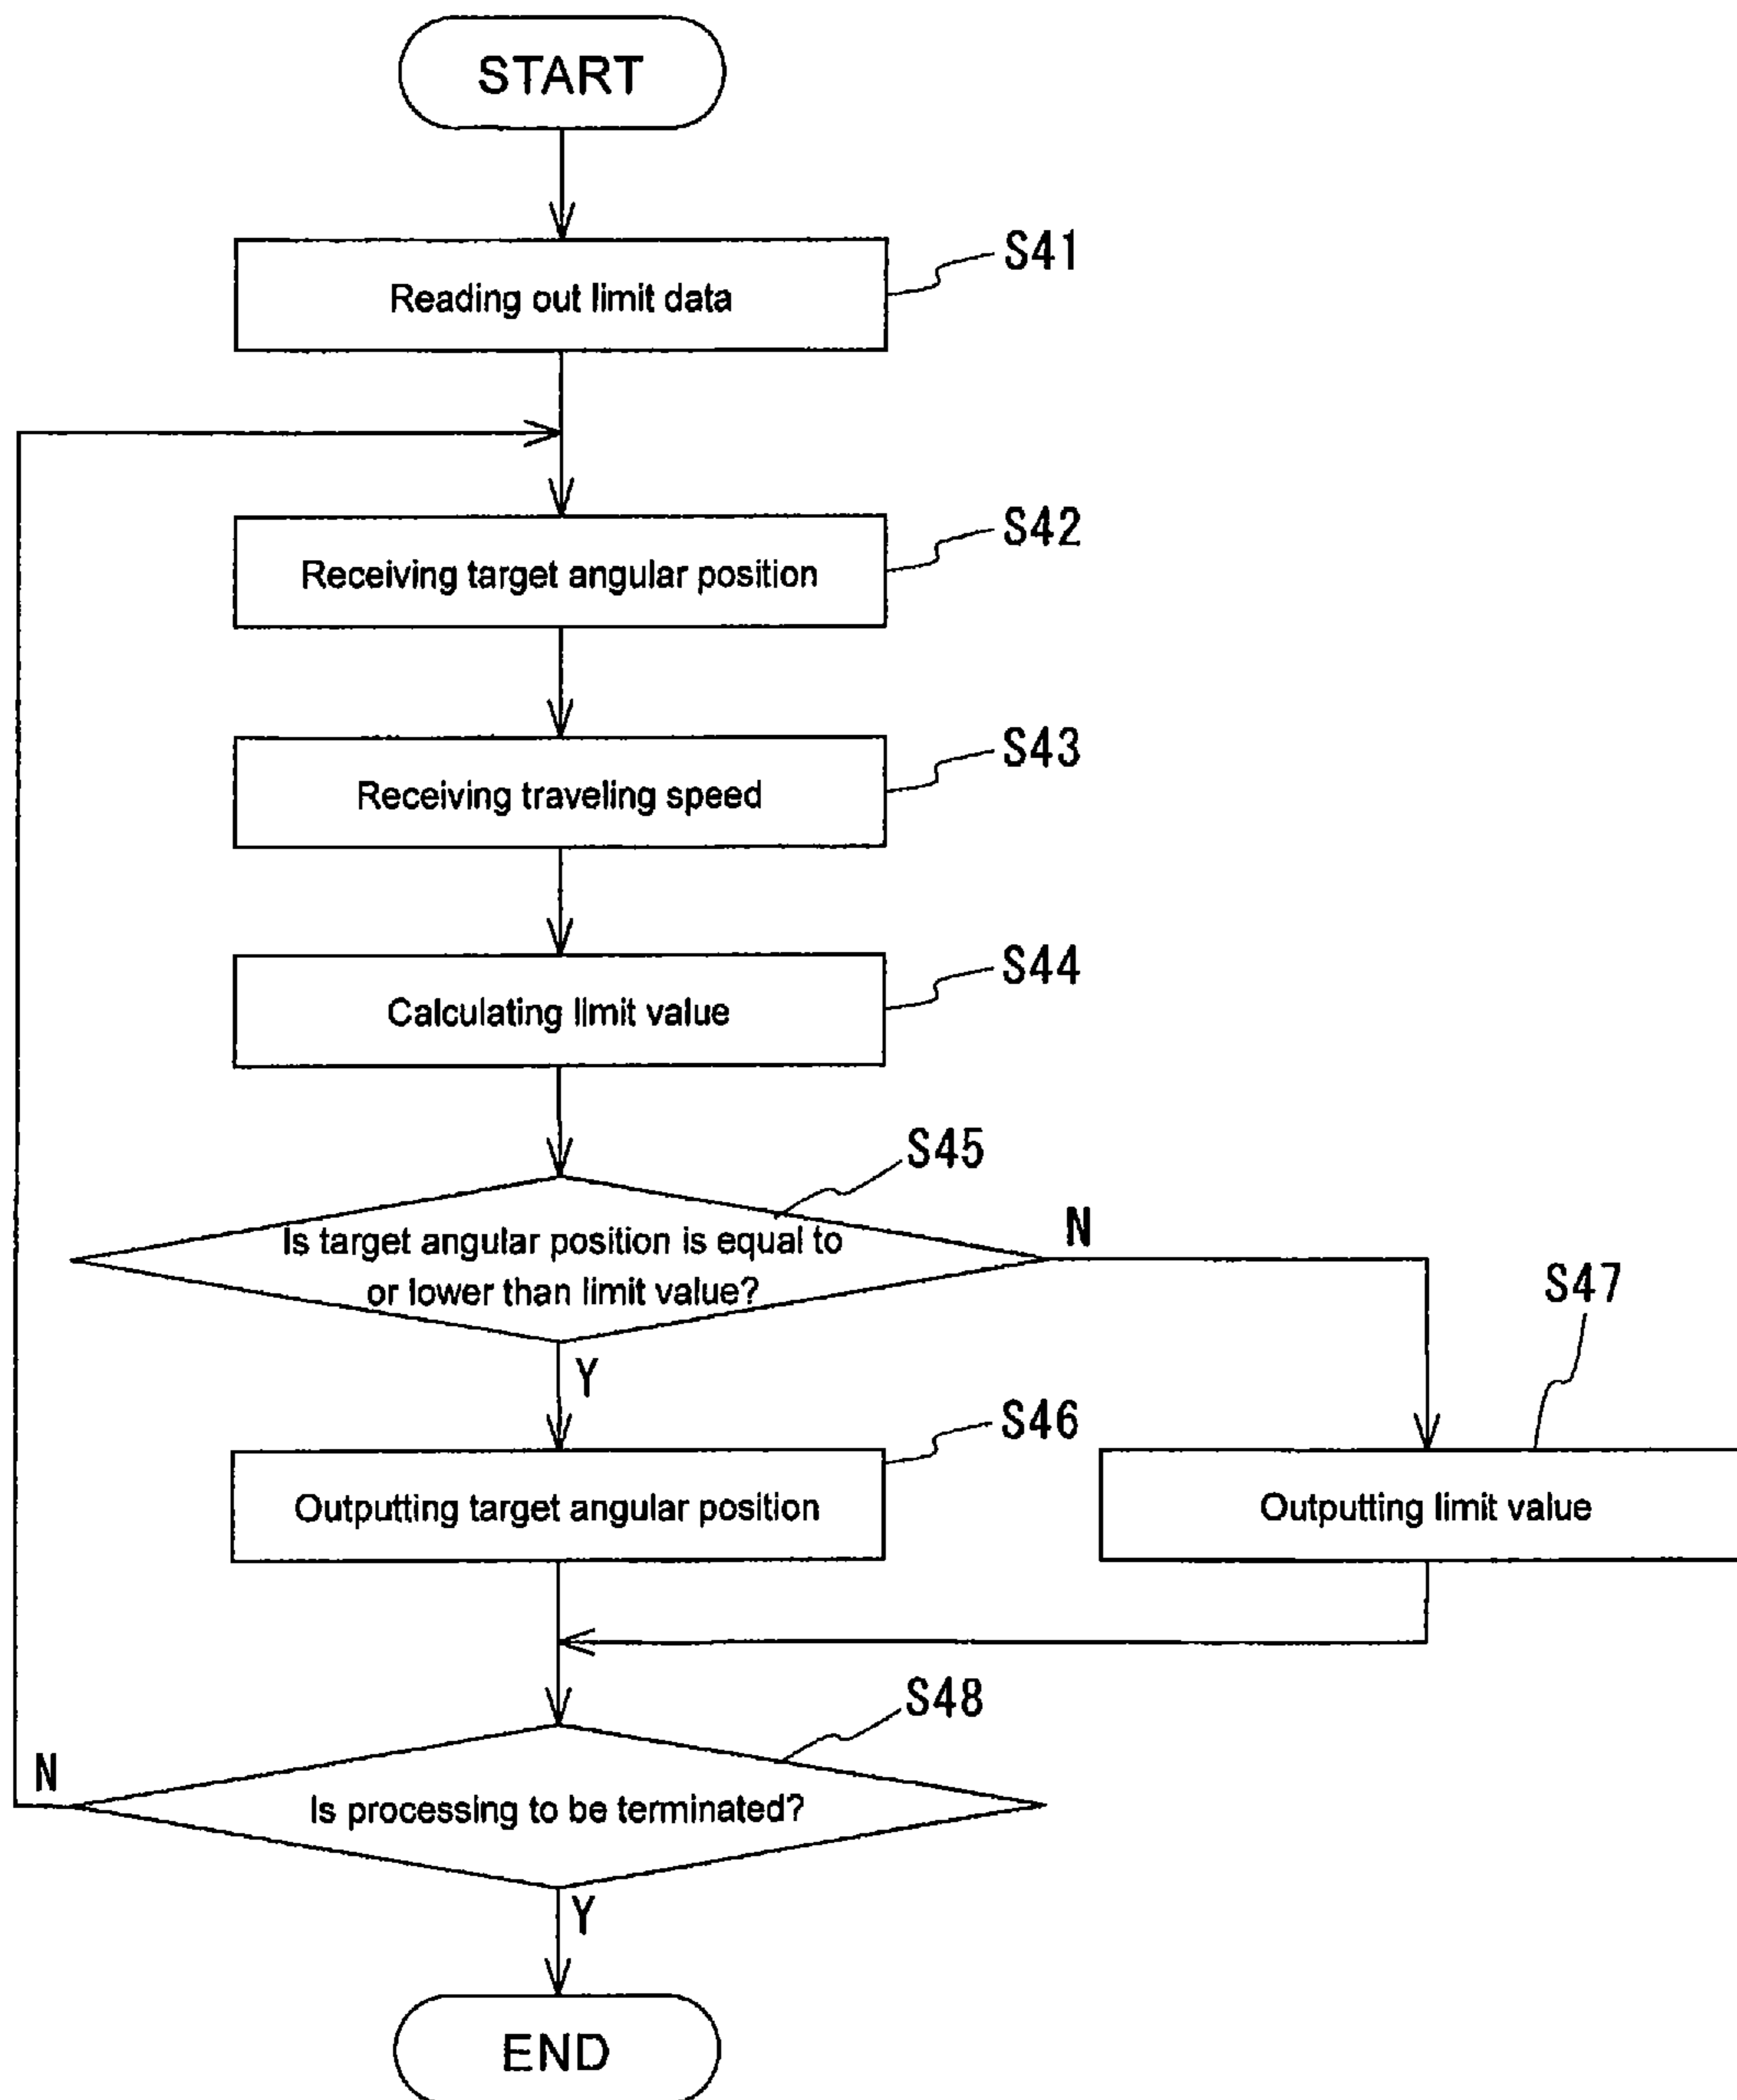 START
S41
Reading out limit data
S42
Receiving target angular position
S43
Receiving traveling speed
S44
Calculating limit value
S45
Is target angular position is equal to
or lower than limit value?
N
Y
S47
S46
Outputting target angular position
Outputting limit value
S48
N
Is processing to be terminated?
Y
END